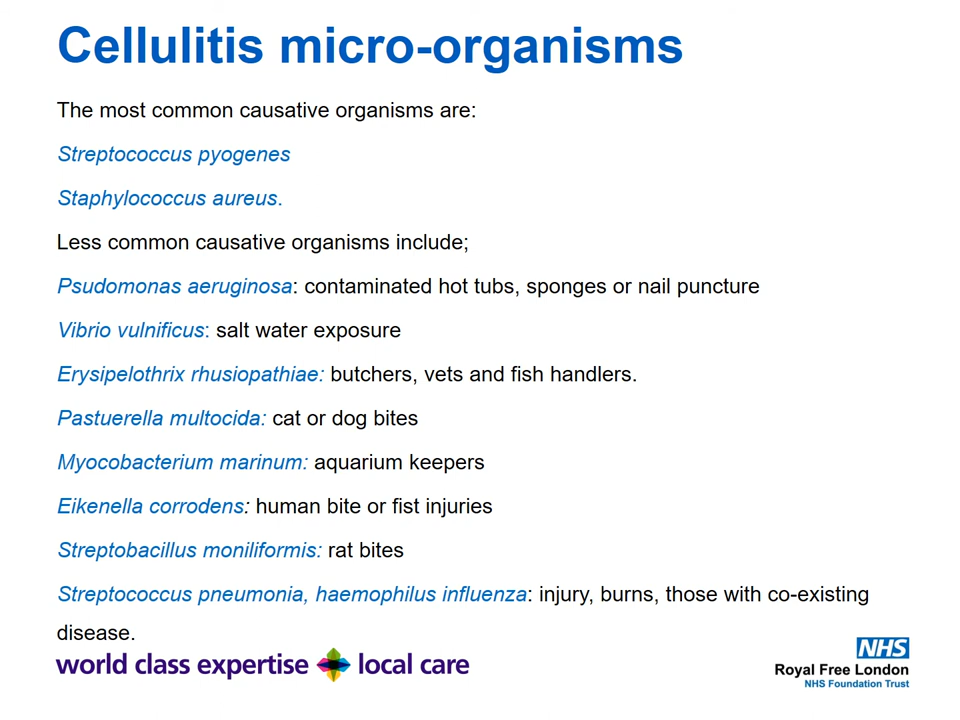 Cellulitis micro-organisms
The most common causative organisms are:
Streptococcus pyogenes
Staphylococcus aureus.
Less common causative organisms include;
Psudomonas aeruginosa: contaminated hot tubs, sponges or nail puncture
Vibrio vulnificus: salt water exposure
Erysipelothrix rhusiopathiae: butchers, vets and fish handlers.
Pastuerella multocida: cat or dog bites
Myocobacterium marinum: aquarium keepers
Eikenella corrodens: human bite or fist injuries
Streptobacillus moniliformis: rat bites
Streptococcus pneumonia, haemophilus influenza: injury, burns, those with co-existing
disease.
world class expertise local care
NHS
Royal Free London
NHS Foundation Trust